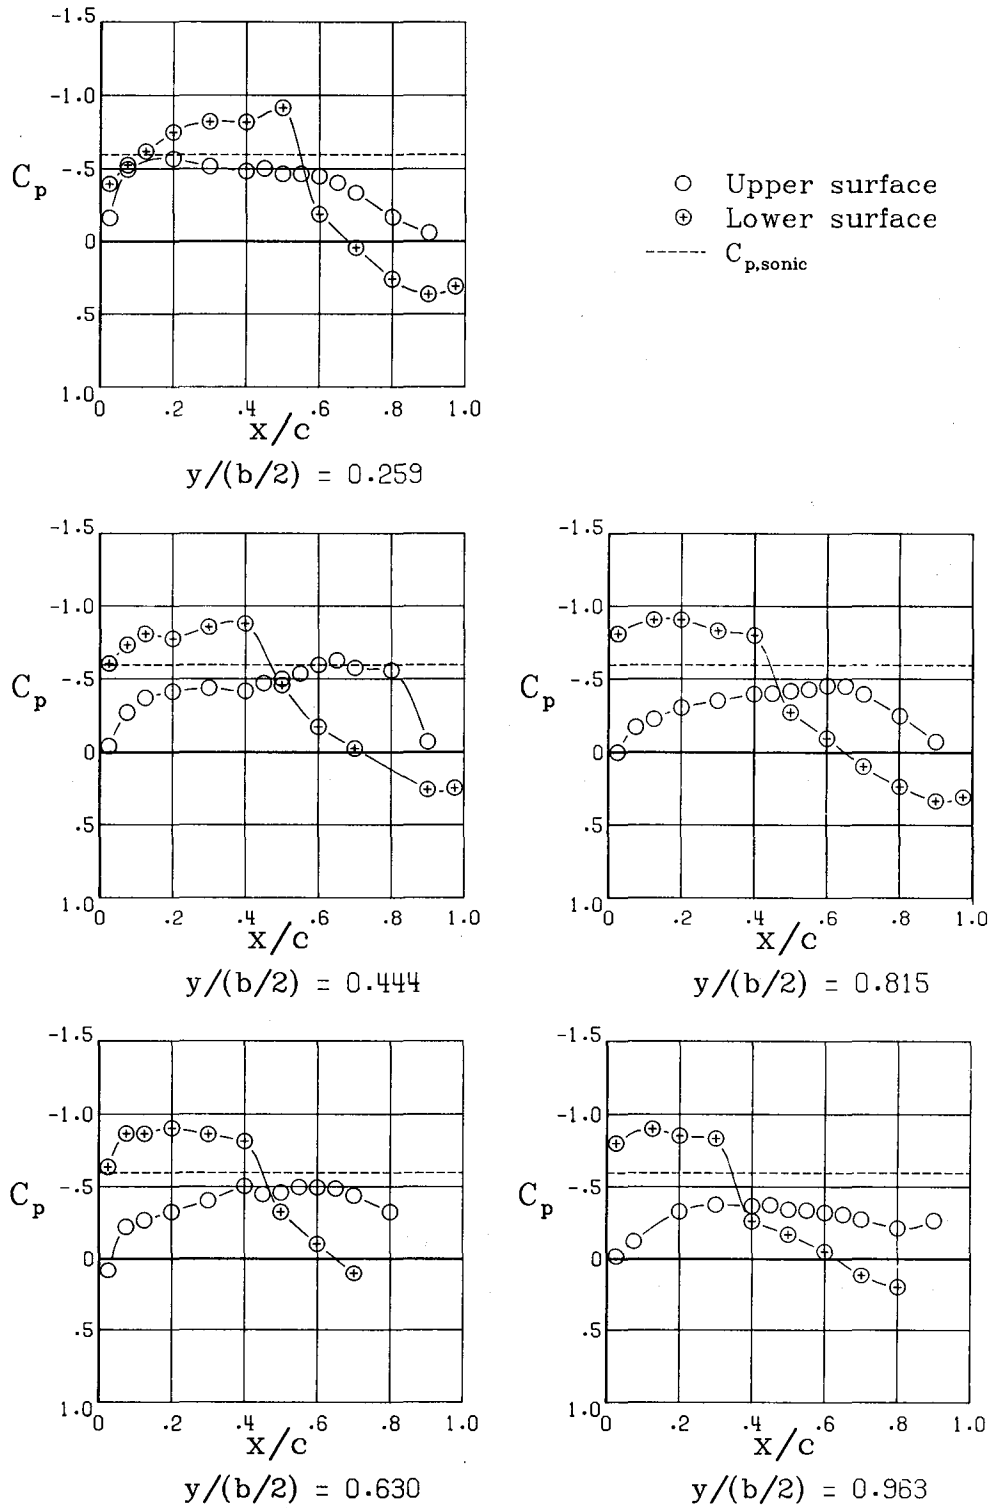 -1.5
-1.0
-.5
0
.5
1.0
C_p
0 .2 .4 .6 .8 1.0
x/c
y/(b/2) = 0.259
Upper surface
Lower surface
C_p,sonic
-1.5
-1.0
-.5
0
.5
1.0
C_p
0 .2 .4 .6 .8 1.0
x/c
y/(b/2) = 0.444
-1.5
-1.0
-.5
0
.5
1.0
C_p
0 .2 .4 .6 .8 1.0
x/c
y/(b/2) = 0.815
-1.5
-1.0
-.5
0
.5
1.0
C_p
0 .2 .4 .6 .8 1.0
x/c
y/(b/2) = 0.630
-1.5
-1.0
-.5
0
.5
1.0
C_p
0 .2 .4 .6 .8 1.0
x/c
y/(b/2) = 0.963